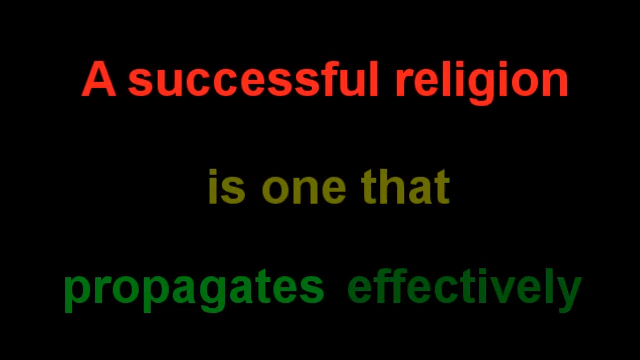 A successful religion
is one that
propagates effectively